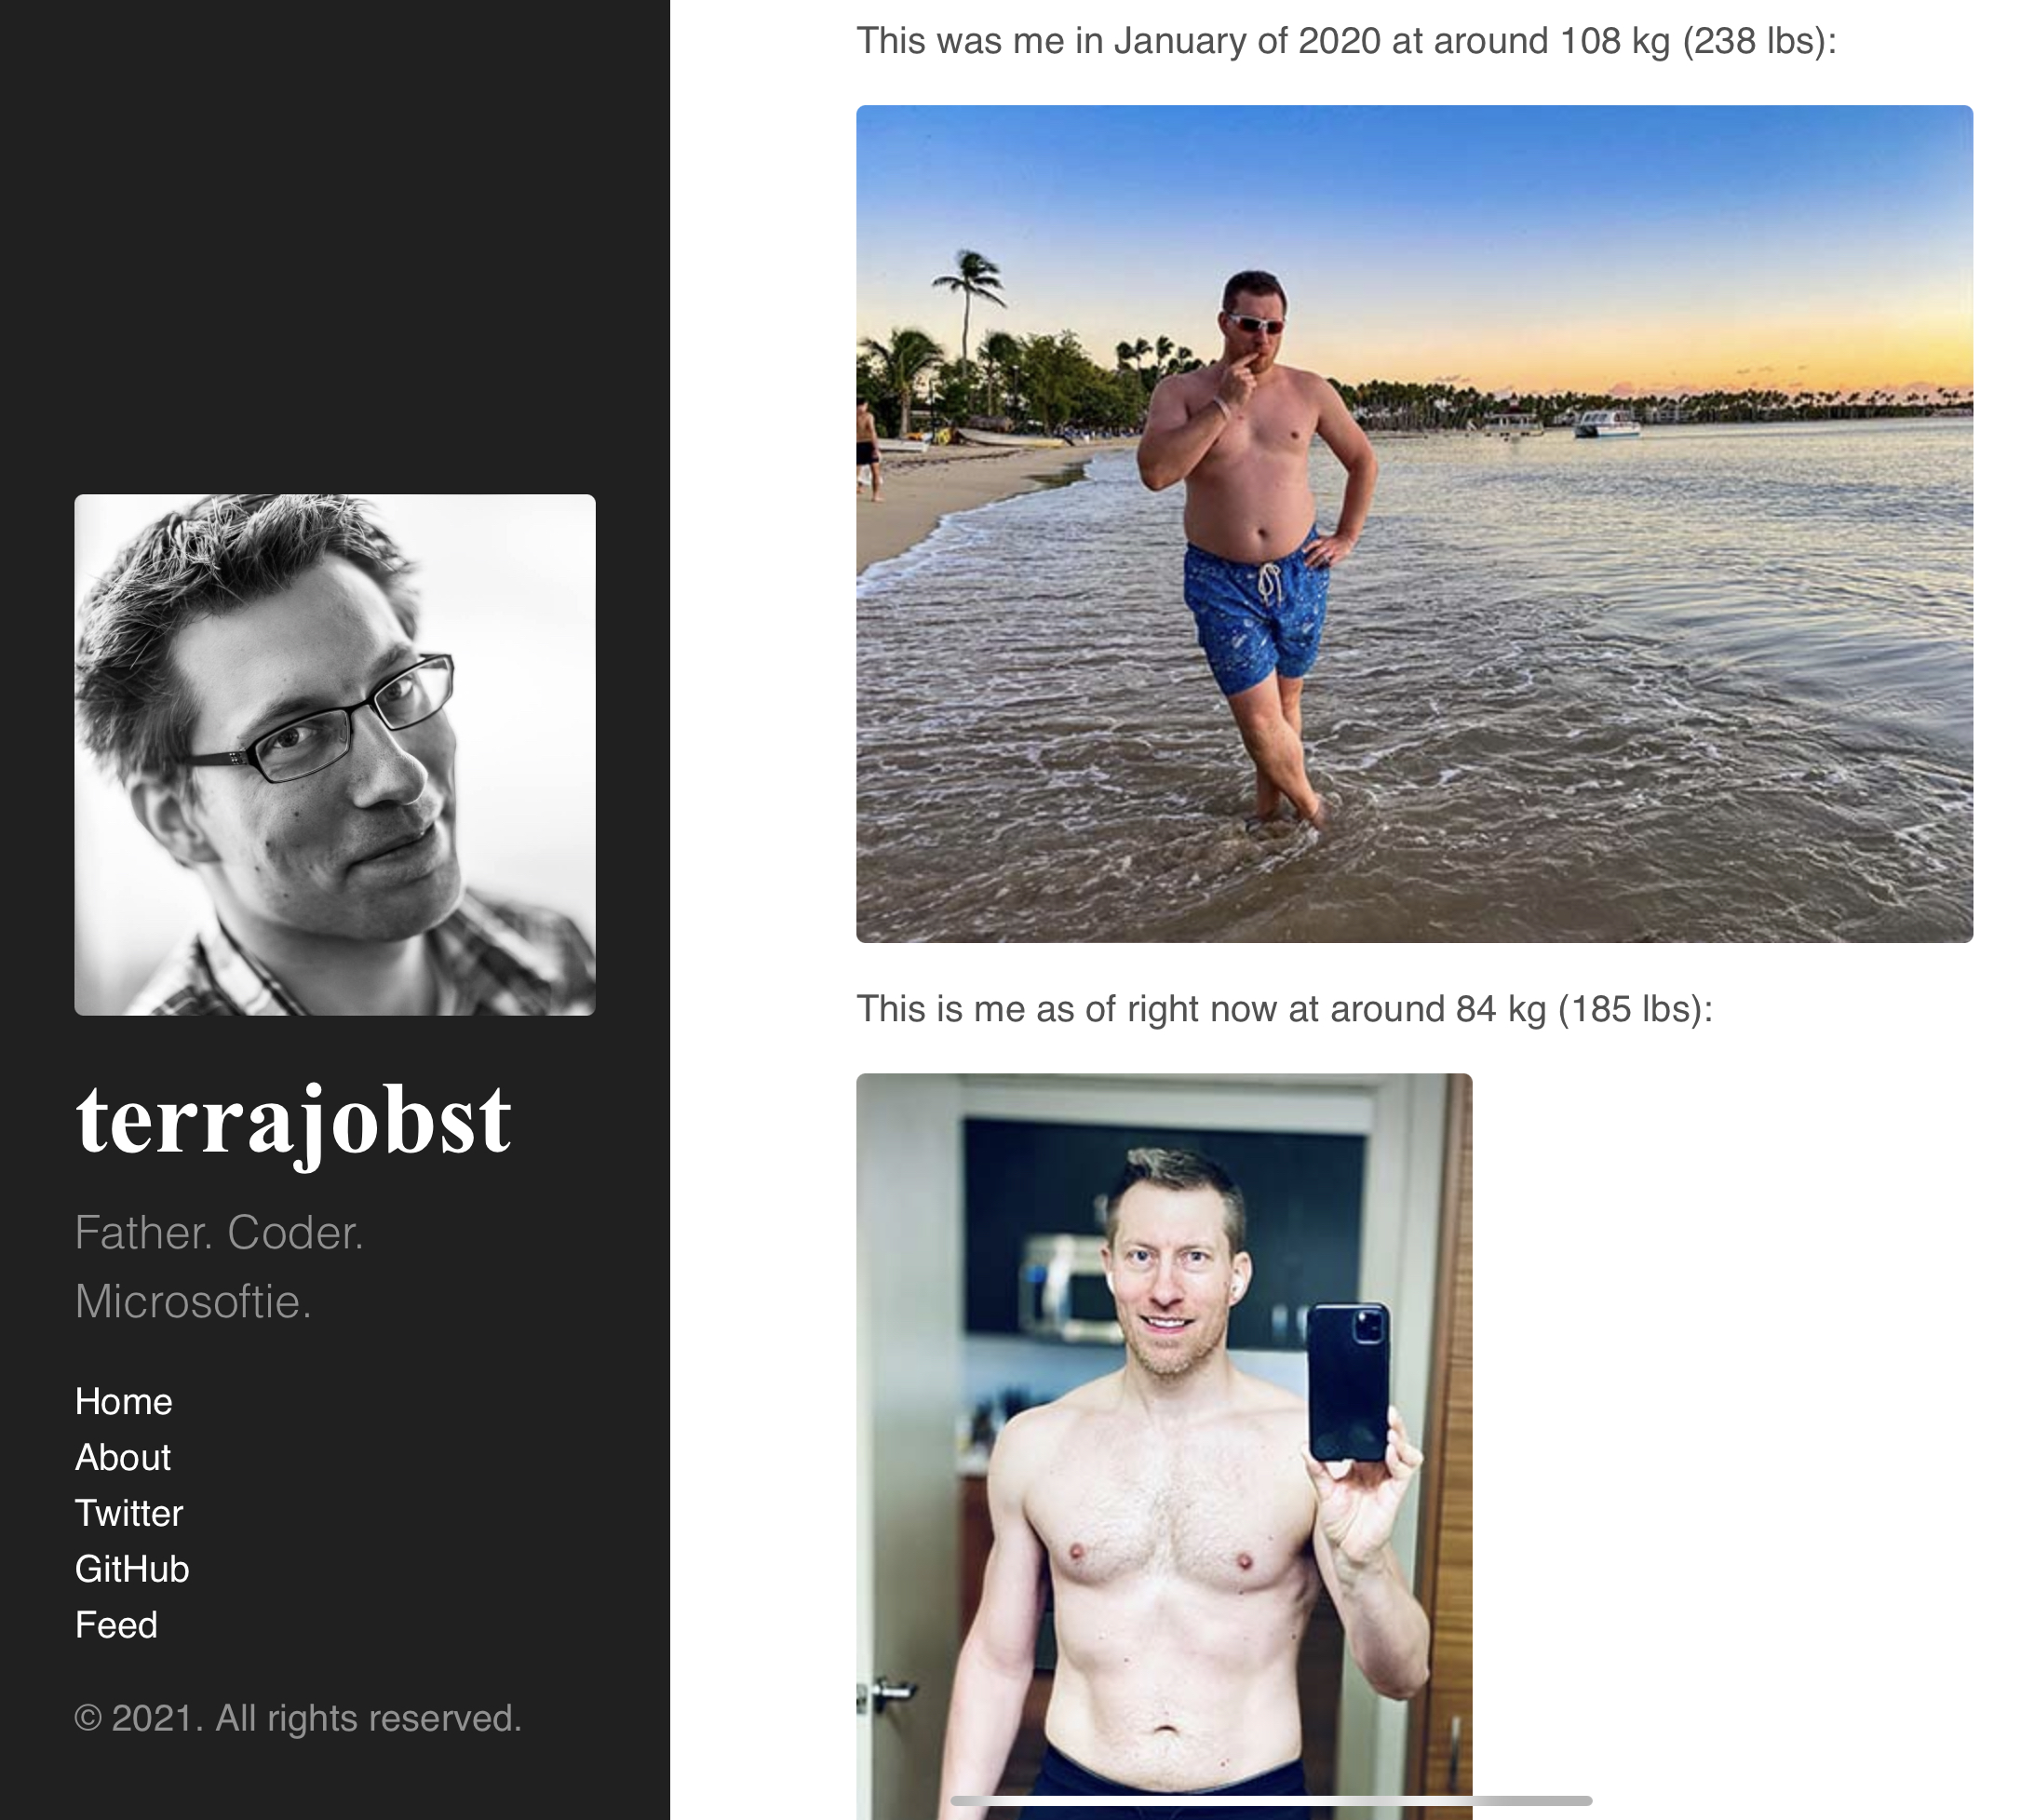 This was me in January of 2020 at around 108 kg (238 lbs):
This is me as of right now at around 84 kg (185 lbs):
terrajobst
Father. Coder.
Microsoftie.
Home
About
Twitter
GitHub
Feed
© 2021. All rights reserved.